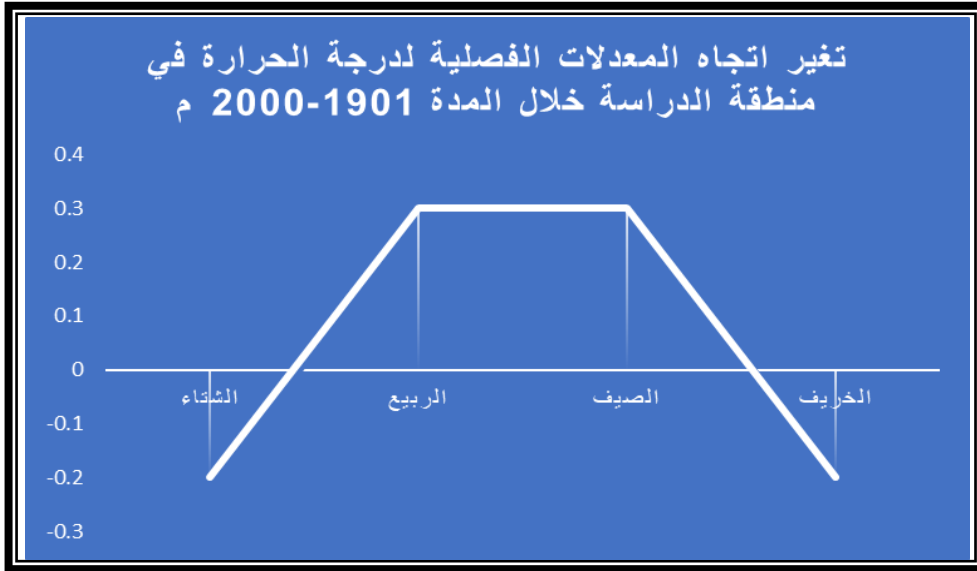 تغير اتجاه المعدلات الفصلية لدرجة الحرارة في
منطقة الدراسة خلال المدة 1901-2000 م
0.4
0.3
0.2
0.1
0
-0.1
-0.2
-0.3
الشتاء
الربيع
الصيف
الخريف